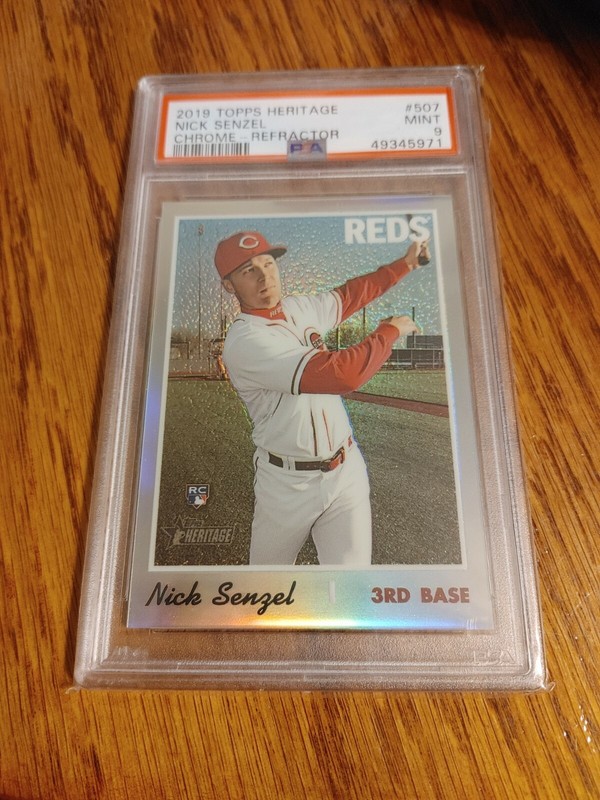 2019 TOPPS HERITAGE #507
NICK SENZEL MINT
CHROME - REFRACTOR 9
PSA 49345971
REDS
C
RC
Topps
HERITAGE
Nick Senzel 3RD BASE